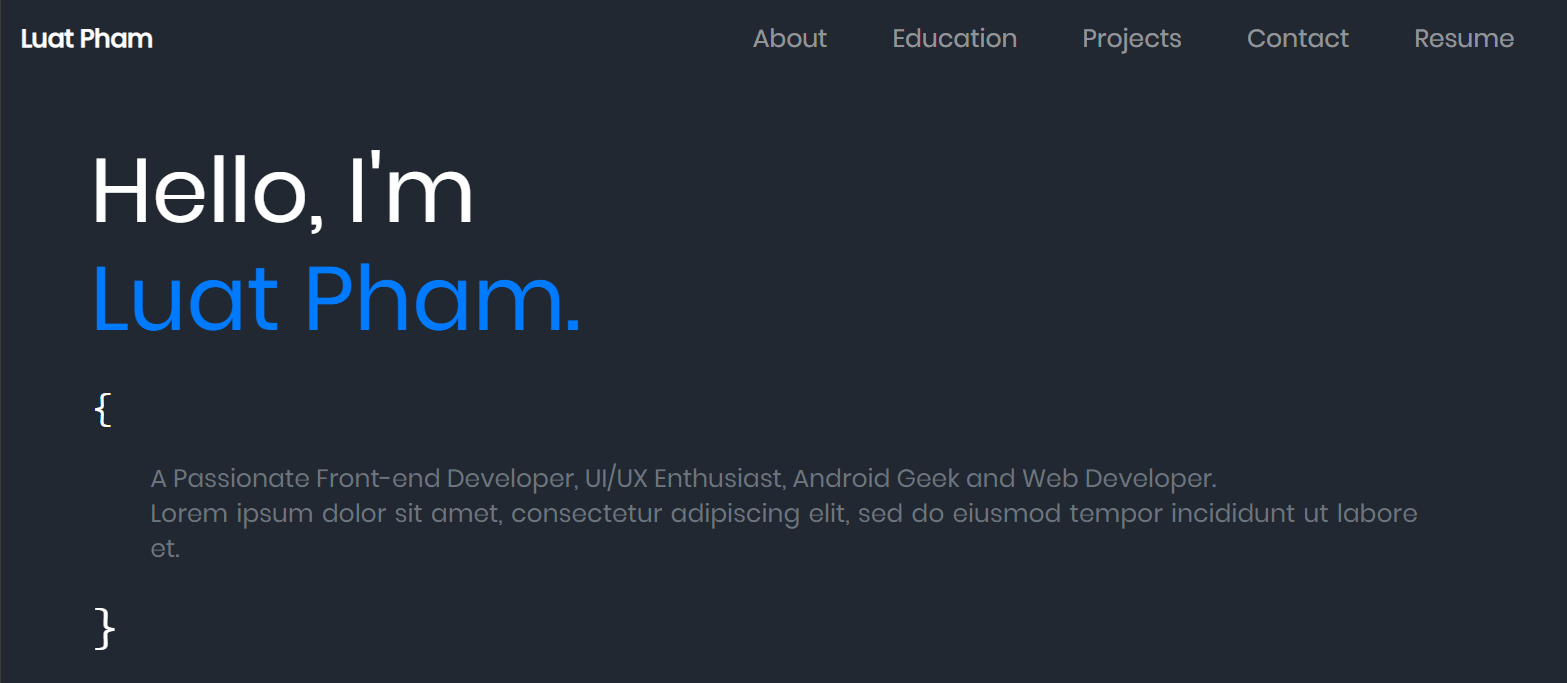 Luat Pham
About Education Projects Contact Resume
Hello, I'm
Luat Pham.
{
A Passionate Front-end Developer, UI/UX Enthusiast, Android Geek and Web Developer.
Lorem ipsum dolor sit amet, consectetur adipiscing elit, sed do eiusmod tempor incididunt ut labore
et.
}